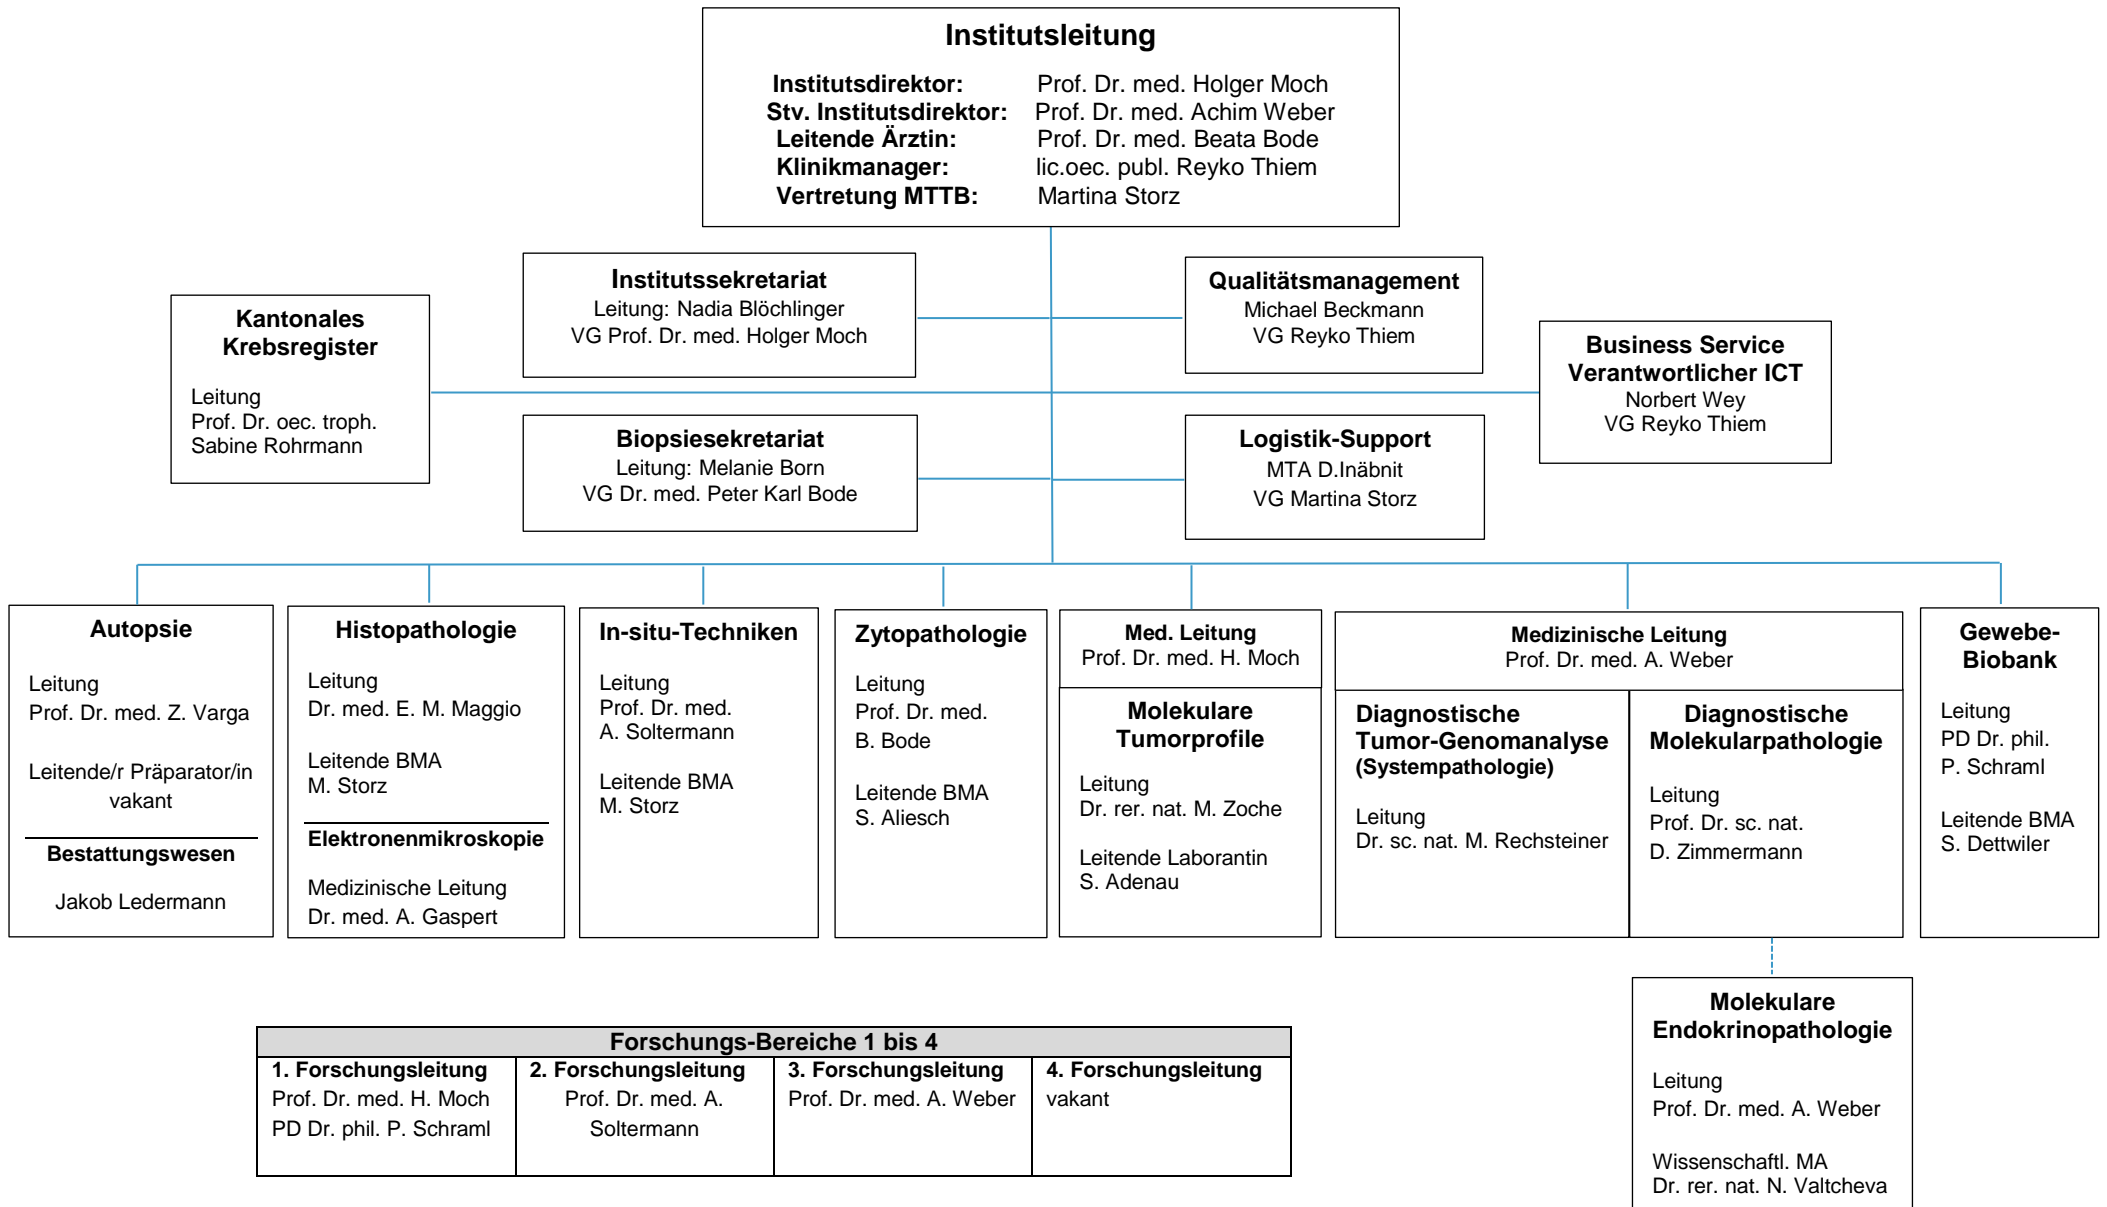 Institutsleitung
Institutsdirektor: Prof. Dr. med. Holger Moch
Stv. Institutsdirektor: Prof. Dr. med. Achim Weber
Leitende Ärztin: Prof. Dr. med. Beata Bode
Klinikmanager: lic.oec. publ. Reyko Thiem
Vertretung MTTB: Martina Storz
Institutssekretariat
Leitung: Nadia Blöchlinger
VG Prof. Dr. med. Holger Moch
Qualitätsmanagement
Michael Beckmann
VG Reyko Thiem
Kantonales
Krebsregister
Leitung
Prof. Dr. oec. troph.
Sabine Rohrmann
Business Service
Verantwortlicher ICT
Norbert Wey
VG Reyko Thiem
Biopsiesekretariat
Leitung: Melanie Born
VG Dr. med. Peter Karl Bode
Logistik-Support
MTA D.Inäbnit
VG Martina Storz
Autopsie
Leitung
Prof. Dr. med. Z. Varga
Leitende/r Präparator/in
vakant
Bestattungswesen
Jakob Ledermann
Histopathologie
Leitung
Dr. med. E. M. Maggio
Leitende BMA
M. Storz
Elektronenmikroskopie
Medizinische Leitung
Dr. med. A. Gaspert
In-situ-Techniken
Leitung
Prof. Dr. med.
A. Soltermann
Leitende BMA
M. Storz
Zytopathologie
Leitung
Prof. Dr. med.
B. Bode
Leitende BMA
S. Aliesch
Med. Leitung
Prof. Dr. med. H. Moch
Molekulare
Tumorprofile
Leitung
Dr. rer. nat. M. Zoche
Leitende Laborantin
S. Adenau
Medizinische Leitung
Prof. Dr. med. A. Weber
Diagnostische
Tumor-Genomanalyse
(Systempathologie)
Leitung
Dr. sc. nat. M. Rechsteiner
Diagnostische
Molekularpathologie
Leitung
Prof. Dr. sc. nat.
D. Zimmermann
Gewebe-
Biobank
Leitung
PD Dr. phil.
P. Schraml
Leitende BMA
S. Dettwiler
Molekulare
Endokrinopathologie
Leitung
Prof. Dr. med. A. Weber
Wissenschaftl. MA
Dr. rer. nat. N. Valtcheva
Forschungs-Bereiche 1 bis 4
1. Forschungsleitung
Prof. Dr. med. H. Moch
PD Dr. phil. P. Schraml
2. Forschungsleitung
Prof. Dr. med. A.
Soltermann
3. Forschungsleitung
Prof. Dr. med. A. Weber
4. Forschungsleitung
vakant